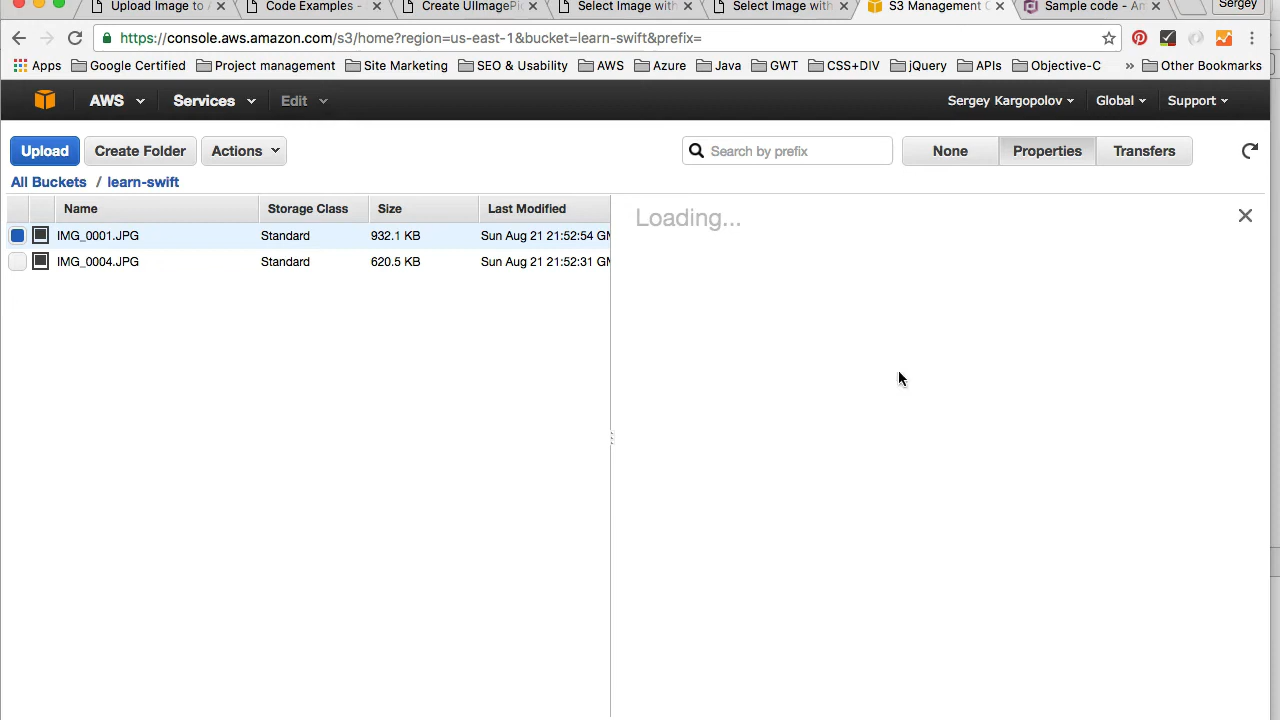 Upload Image to A
Code Examples -
Create UIImagePi
Select Image with
Select Image with
S3 Management C
Sample code - Am
Sergey
https://console.aws.amazon.com/s3/home?region=us-east-1&bucket=learn-swift&prefix=
Apps Google Certified Project management Site Marketing SEO & Usability AWS Azure Java GWT CSS+DIV jQuery APIs Objective-C » Other Bookmarks
AWS Services Edit Sergey Kargopolov Global Support
Upload Create Folder Actions Search by prefix None Properties Transfers
All Buckets / learn-swift
Name Storage Class Size Last Modified
Loading...
IMG_0001.JPG Standard 932.1 KB Sun Aug 21 21:52:54 GM
IMG_0004.JPG Standard 620.5 KB Sun Aug 21 21:52:31 GM